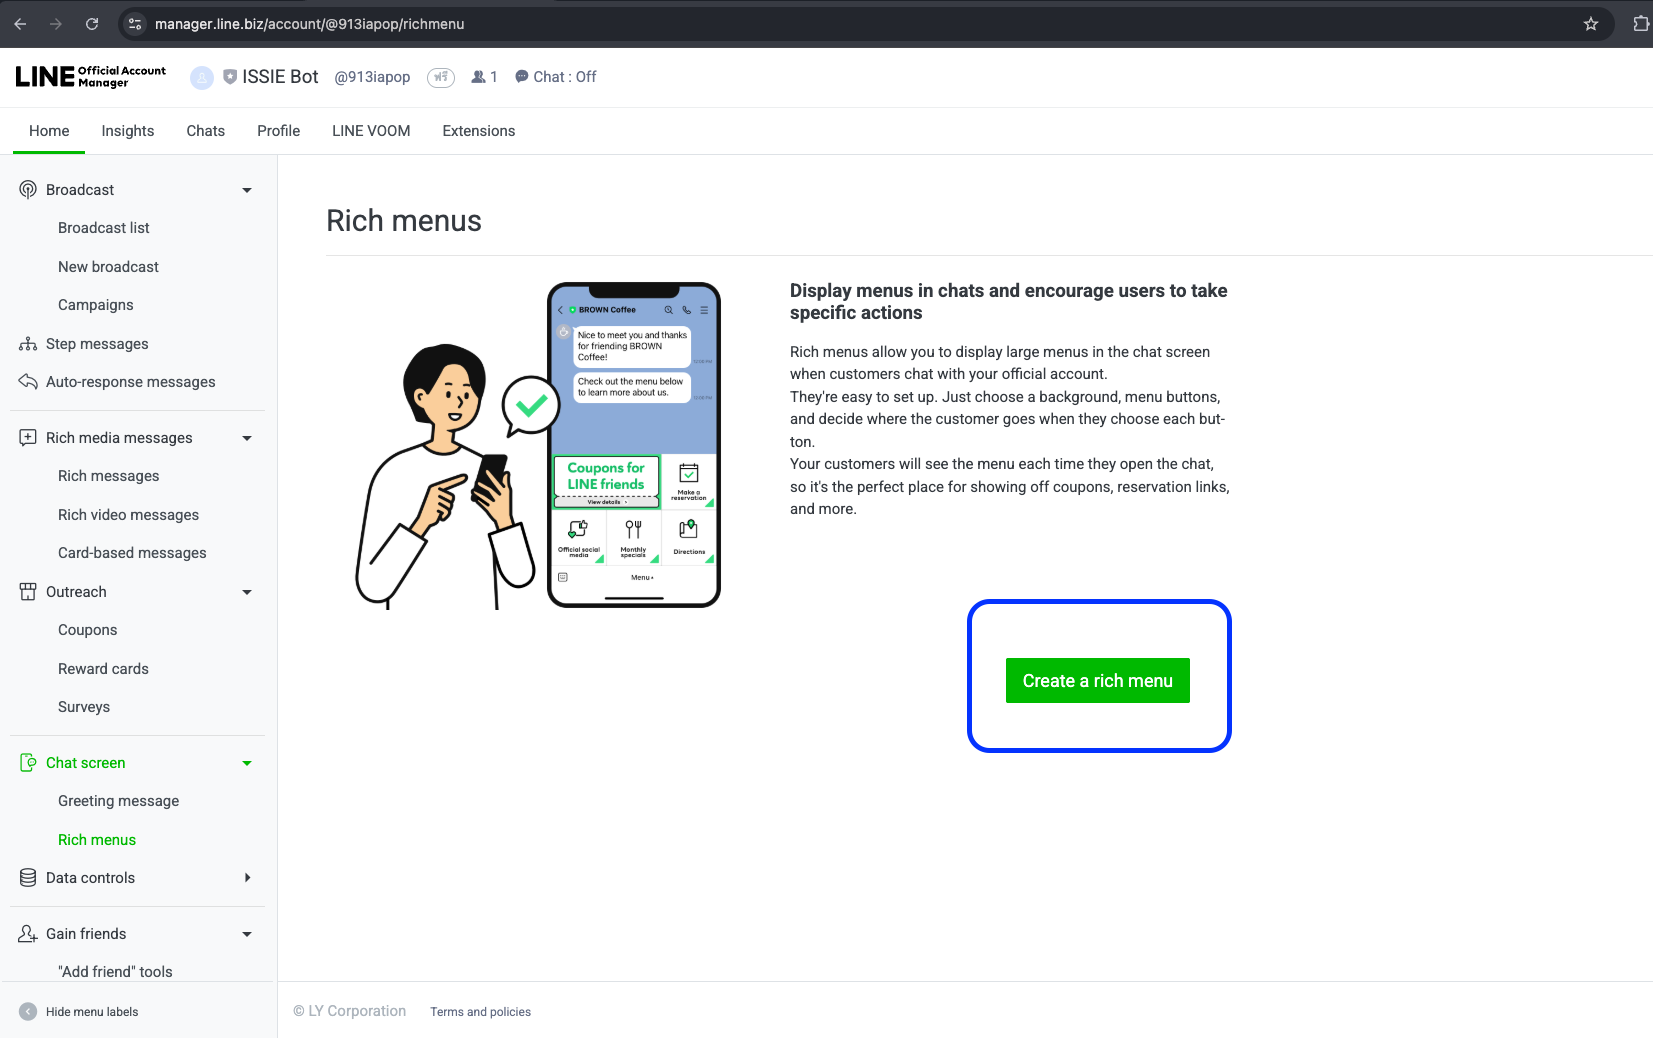 manager.line.biz/account/@913iapop/richmenu
LINE Official Account Manager
ISSIE Bot @913iapop ฟรี 1 Chat : Off
Home Insights Chats Profile LINE VOOM Extensions
Broadcast
Broadcast list
New broadcast
Campaigns
Step messages
Auto-response messages
Rich media messages
Rich messages
Rich video messages
Card-based messages
Outreach
Coupons
Reward cards
Surveys
Chat screen
Greeting message
Rich menus
Data controls
Gain friends
"Add friend" tools
Hide menu labels
Rich menus
BROWN Coffee
Nice to meet you and thanks
for friending BROWN
Coffee!
Check out the menu below
to learn more about us.
Coupons for
LINE friends
View details
Make a
reservation
Official social
media
Monthly
specials
Directions
Menu
Display menus in chats and encourage users to take
specific actions
Rich menus allow you to display large menus in the chat screen
when customers chat with your official account.
They're easy to set up. Just choose a background, menu buttons,
and decide where the customer goes when they choose each but-
ton.
Your customers will see the menu each time they open the chat,
so it's the perfect place for showing off coupons, reservation links,
and more.
Create a rich menu
© LY Corporation Terms and policies